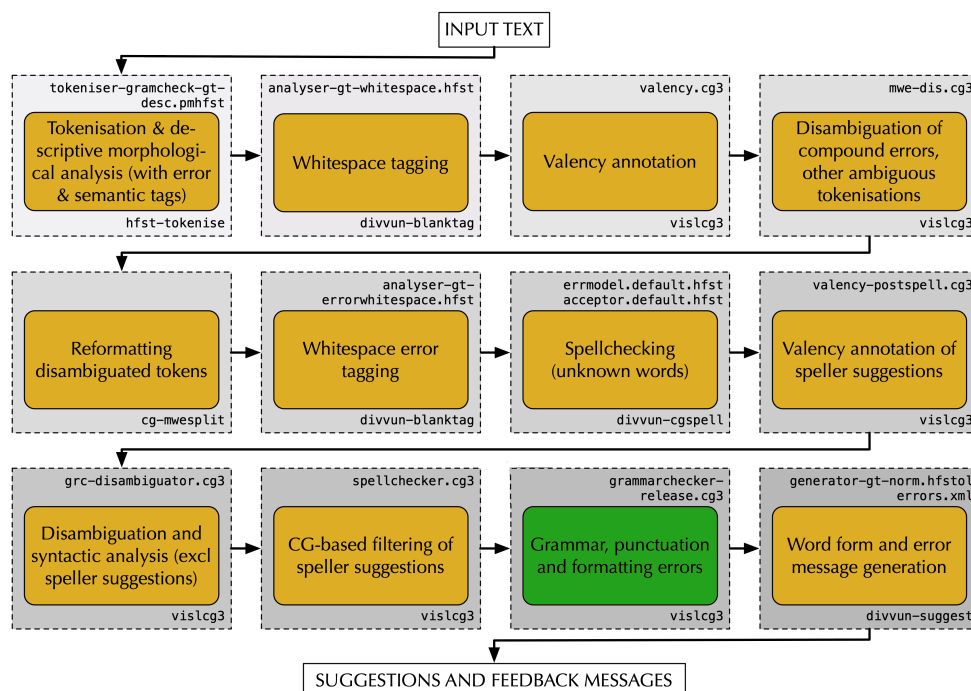 INPUT TEXT
tokeniser-gramcheck-gt-
desc.pmhfst
Tokenisation & de-
scriptive morphologi-
cal analysis (with error
& semantic tags)
hfst-tokenise
analyser-gt-whitespace.hfst
Whitespace tagging
divvun-blanktag
valency.cg3
Valency annotation
vislcg3
mwe-dis.cg3
Disambiguation of
compound errors,
other ambiguous
tokenisations
vislcg3
Reformatting
disambiguated tokens
cg-mwesplit
analyser-gt-
errorwhitespace.hfst
Whitespace error
tagging
divvun-blanktag
errmodel.default.hfst
acceptor.default.hfst
Spellchecking
(unknown words)
divvun-cgspell
valency-postspell.cg3
Valency annotation of
speller suggestions
vislcg3
grc-disambiguator.cg3
Disambiguation and
syntactic analysis (excl
speller suggestions)
vislcg3
spellchecker.cg3
CG-based filtering of
speller suggestions
vislcg3
grammarchecker-
release.cg3
Grammar, punctuation
and formatting errors
vislcg3
generator-gt-norm.hfstol
errors.xml
Word form and error
message generation
divvun-suggest
SUGGESTIONS AND FEEDBACK MESSAGES